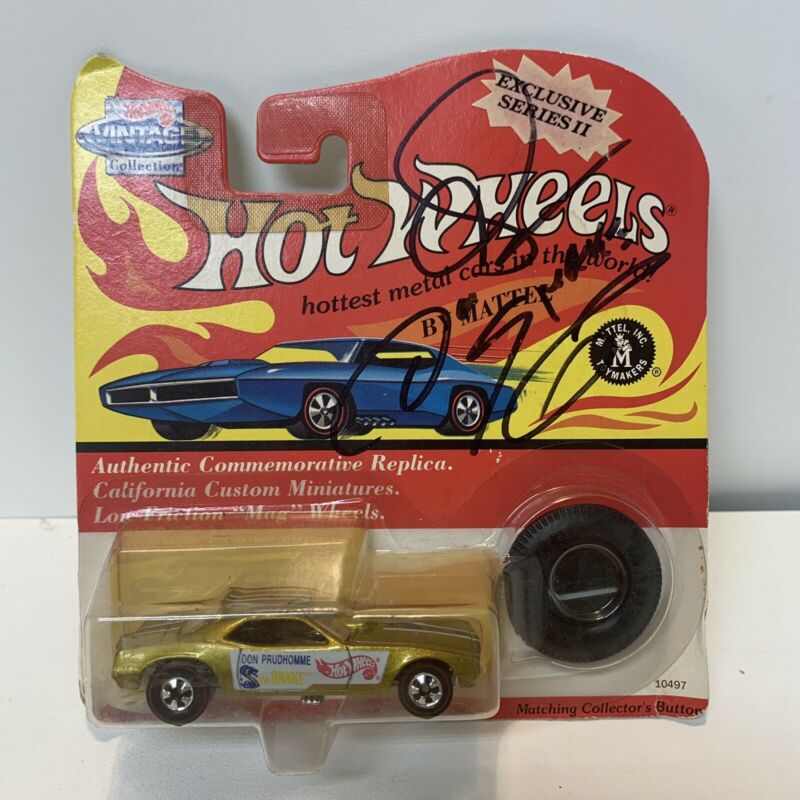 Hot Wheels
VINTAGE
Collection
EXCLUSIVE
SERIES II
HOT WHEELS®
hottest metal cars in the world!
BY MATTEL
MATTEL, INC.
M
TOYMAKERS ®
Authentic Commemorative Replica.
California Custom Miniatures.
Low-Friction "Mag" Wheels.
DON PRUDHOMME
SNAKE
HOT WHEELS
10497
Matching Collector's Button